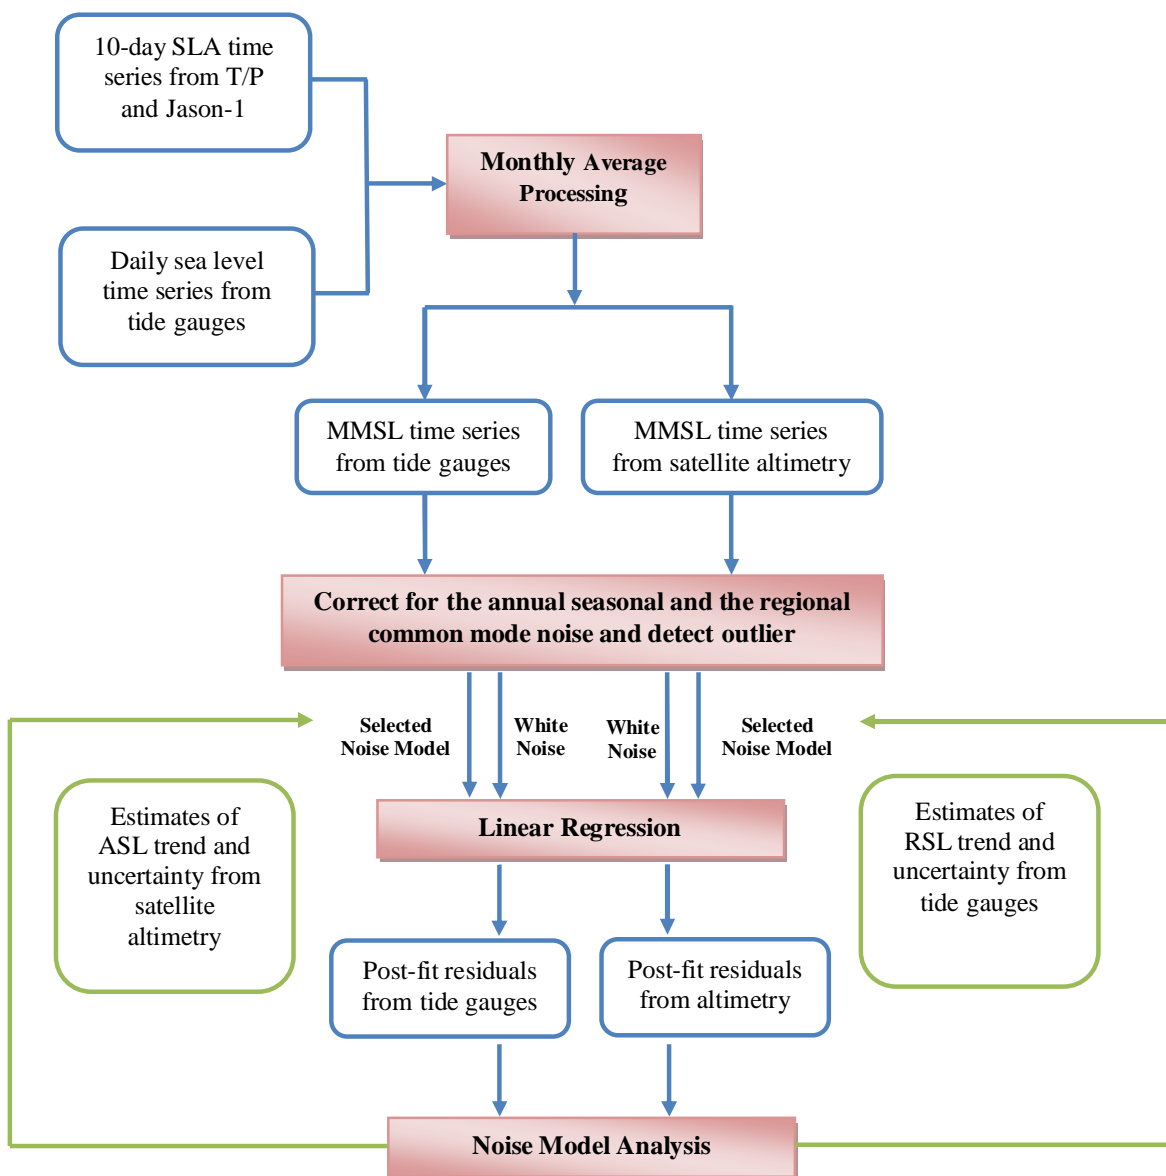 10-day SLA time
series from T/P
and Jason-1
Monthly Average
Processing
Daily sea level
time series from
tide gauges
MMSL time series
from tide gauges
MMSL time series
from satellite altimetry
Correct for the annual seasonal and the regional
common mode noise and detect outlier
Selected
Noise Model
White
Noise
White
Noise
Selected
Noise Model
Linear Regression
Estimates of
ASL trend and
uncertainty from
satellite
altimetry
Estimates of
RSL trend and
uncertainty from
tide gauges
Post-fit residuals
from tide gauges
Post-fit residuals
from altimetry
Noise Model Analysis